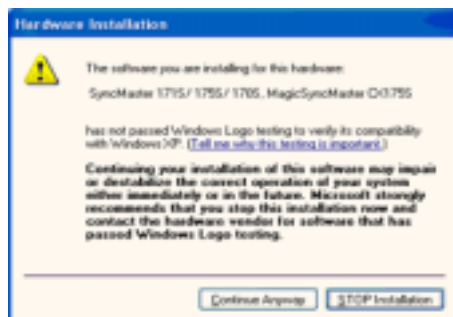 Hardware Installation
The software you are installing for this hardware:
SyncMaster 171S/ 175S/ 170S, MagicSyncMaster CX175S
has not passed Windows Logo testing to verify its compatibility
with Windows XP. (Tell me why this testing is important.)
Continuing your installation of this software may impair
or destabilize the correct operation of your system
either immediately or in the future. Microsoft strongly
recommends that you stop this installation now and
contact the hardware vendor for software that has
passed Windows Logo testing.
Continue Anyway
STOP Installation